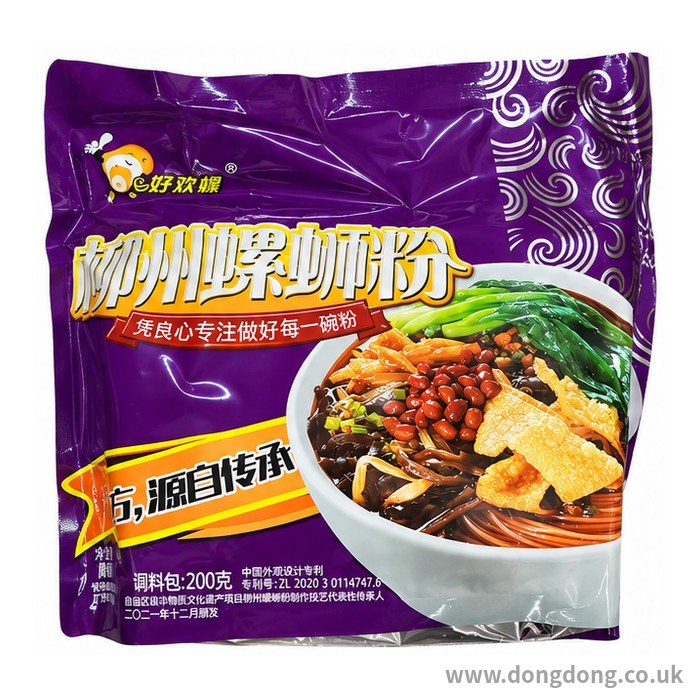 好欢螺®
柳州螺蛳粉
凭良心专注做好每一碗粉
方,源自传承
调料包:200克
中国外观设计专利
专利号:ZL 2020 3 0114747.6
自治区级非物质文化遗产项目柳州螺蛳粉制作技艺代表性传承人
二〇二一年十二月颁发
www.dongdong.co.uk